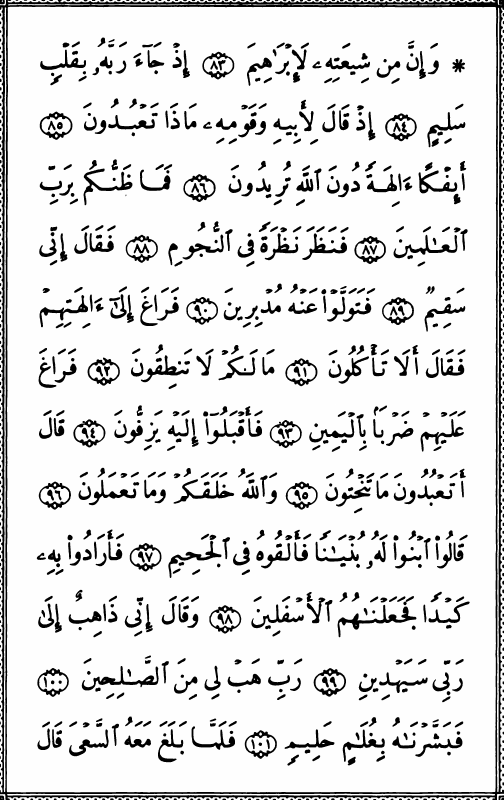 * وَإِنَّ مِن شِيعَتِهِۦ لَإِبْرَٰهِيمَ ٨٣ إِذْ جَآءَ رَبَّهُۥ بِقَلْبٍ
سَلِيمٍ ٨٤ إِذْ قَالَ لِأَبِيهِ وَقَوْمِهِۦ مَاذَا تَعْبُدُونَ ٨٥
أَئِفْكًا ءَالِهَةً دُونَ ٱللَّهِ تُرِيدُونَ ٨٦ فَمَا ظَنُّكُم بِرَبِّ
ٱلْعَٰلَمِينَ ٨٧ فَنَظَرَ نَظْرَةً فِى ٱلنُّجُومِ ٨٨ فَقَالَ إِنِّى
سَقِيمٌ ٨٩ فَتَوَلَّوْا۟ عَنْهُ مُدْبِرِينَ ٩٠ فَرَاغَ إِلَىٰٓ ءَالِهَتِهِمْ
فَقَالَ أَلَا تَأْكُلُونَ ٩١ مَا لَكُمْ لَا تَنطِقُونَ ٩٢ فَرَاغَ
عَلَيْهِمْ ضَرْبًۢا بِٱلْيَمِينِ ٩٣ فَأَقْبَلُوٓا۟ إِلَيْهِ يَزِفُّونَ ٩٤ قَالَ
أَتَعْبُدُونَ مَا تَنْحِتُونَ ٩٥ وَٱللَّهُ خَلَقَكُمْ وَمَا تَعْمَلُونَ ٩٦
قَالُوا۟ ٱبْنُوا۟ لَهُۥ بُنْيَٰنًا فَأَلْقُوهُ فِى ٱلْجَحِيمِ ٩٧ فَأَرَادُوا۟ بِهِۦ
كَيْدًا فَجَعَلْنَٰهُمُ ٱلْأَسْفَلِينَ ٩٨ وَقَالَ إِنِّى ذَاهِبٌ إِلَىٰ
رَبِّى سَيَهْدِينِ ٩٩ رَبِّ هَبْ لِى مِنَ ٱلصَّٰلِحِينَ ١٠٠
فَبَشَّرْنَٰهُ بِغُلَٰمٍ حَلِيمٍ ١٠١ فَلَمَّا بَلَغَ مَعَهُ ٱلسَّعْىَ قَالَ